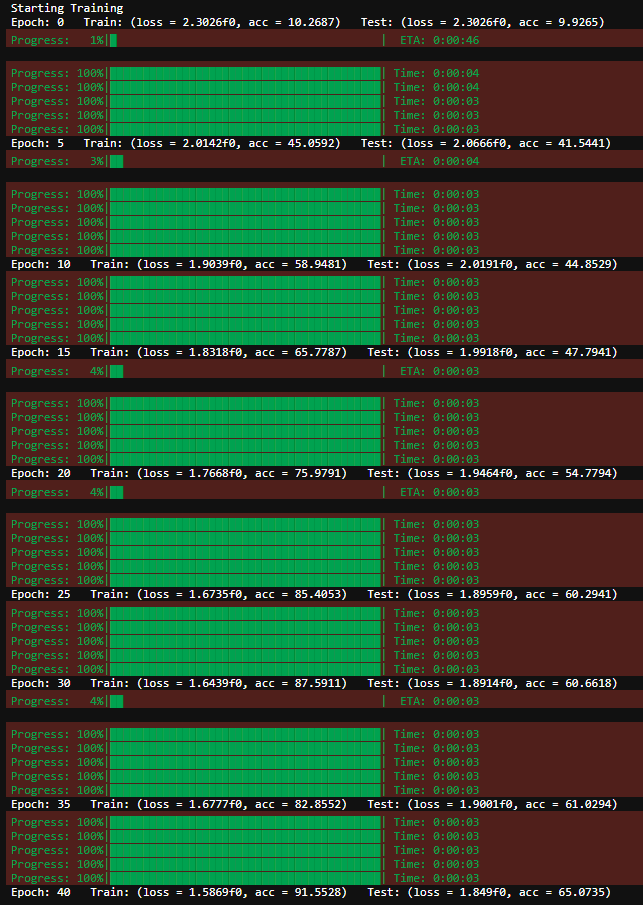 Starting Training
Epoch: 0   Train: (loss = 2.3026f0, acc = 10.2687)   Test: (loss = 2.3026f0, acc = 9.9265)
Progress:   1%|  ETA: 0:00:46
Progress: 100%| Time: 0:00:04
Progress: 100%| Time: 0:00:04
Progress: 100%| Time: 0:00:03
Progress: 100%| Time: 0:00:03
Progress: 100%| Time: 0:00:03
Epoch: 5   Train: (loss = 2.0142f0, acc = 45.0592)   Test: (loss = 2.0666f0, acc = 41.5441)
Progress:   3%|  ETA: 0:00:04
Progress: 100%| Time: 0:00:03
Progress: 100%| Time: 0:00:03
Progress: 100%| Time: 0:00:03
Progress: 100%| Time: 0:00:03
Progress: 100%| Time: 0:00:03
Epoch: 10   Train: (loss = 1.9039f0, acc = 58.9481)   Test: (loss = 2.0191f0, acc = 44.8529)
Progress: 100%| Time: 0:00:03
Progress: 100%| Time: 0:00:03
Progress: 100%| Time: 0:00:03
Progress: 100%| Time: 0:00:03
Progress: 100%| Time: 0:00:03
Epoch: 15   Train: (loss = 1.8318f0, acc = 65.7787)   Test: (loss = 1.9918f0, acc = 47.7941)
Progress:   4%|  ETA: 0:00:03
Progress: 100%| Time: 0:00:03
Progress: 100%| Time: 0:00:03
Progress: 100%| Time: 0:00:03
Progress: 100%| Time: 0:00:03
Progress: 100%| Time: 0:00:03
Epoch: 20   Train: (loss = 1.7668f0, acc = 75.9791)   Test: (loss = 1.9464f0, acc = 54.7794)
Progress:   4%|  ETA: 0:00:03
Progress: 100%| Time: 0:00:03
Progress: 100%| Time: 0:00:03
Progress: 100%| Time: 0:00:03
Progress: 100%| Time: 0:00:03
Progress: 100%| Time: 0:00:03
Epoch: 25   Train: (loss = 1.6735f0, acc = 85.4053)   Test: (loss = 1.8959f0, acc = 60.2941)
Progress: 100%| Time: 0:00:03
Progress: 100%| Time: 0:00:03
Progress: 100%| Time: 0:00:03
Progress: 100%| Time: 0:00:03
Progress: 100%| Time: 0:00:03
Epoch: 30   Train: (loss = 1.6439f0, acc = 87.5911)   Test: (loss = 1.8914f0, acc = 60.6618)
Progress:   4%|  ETA: 0:00:03
Progress: 100%| Time: 0:00:03
Progress: 100%| Time: 0:00:03
Progress: 100%| Time: 0:00:03
Progress: 100%| Time: 0:00:03
Progress: 100%| Time: 0:00:03
Epoch: 35   Train: (loss = 1.6777f0, acc = 82.8552)   Test: (loss = 1.9001f0, acc = 61.0294)
Progress: 100%| Time: 0:00:03
Progress: 100%| Time: 0:00:03
Progress: 100%| Time: 0:00:03
Progress: 100%| Time: 0:00:03
Progress: 100%| Time: 0:00:03
Epoch: 40   Train: (loss = 1.5869f0, acc = 91.5528)   Test: (loss = 1.849f0, acc = 65.0735)